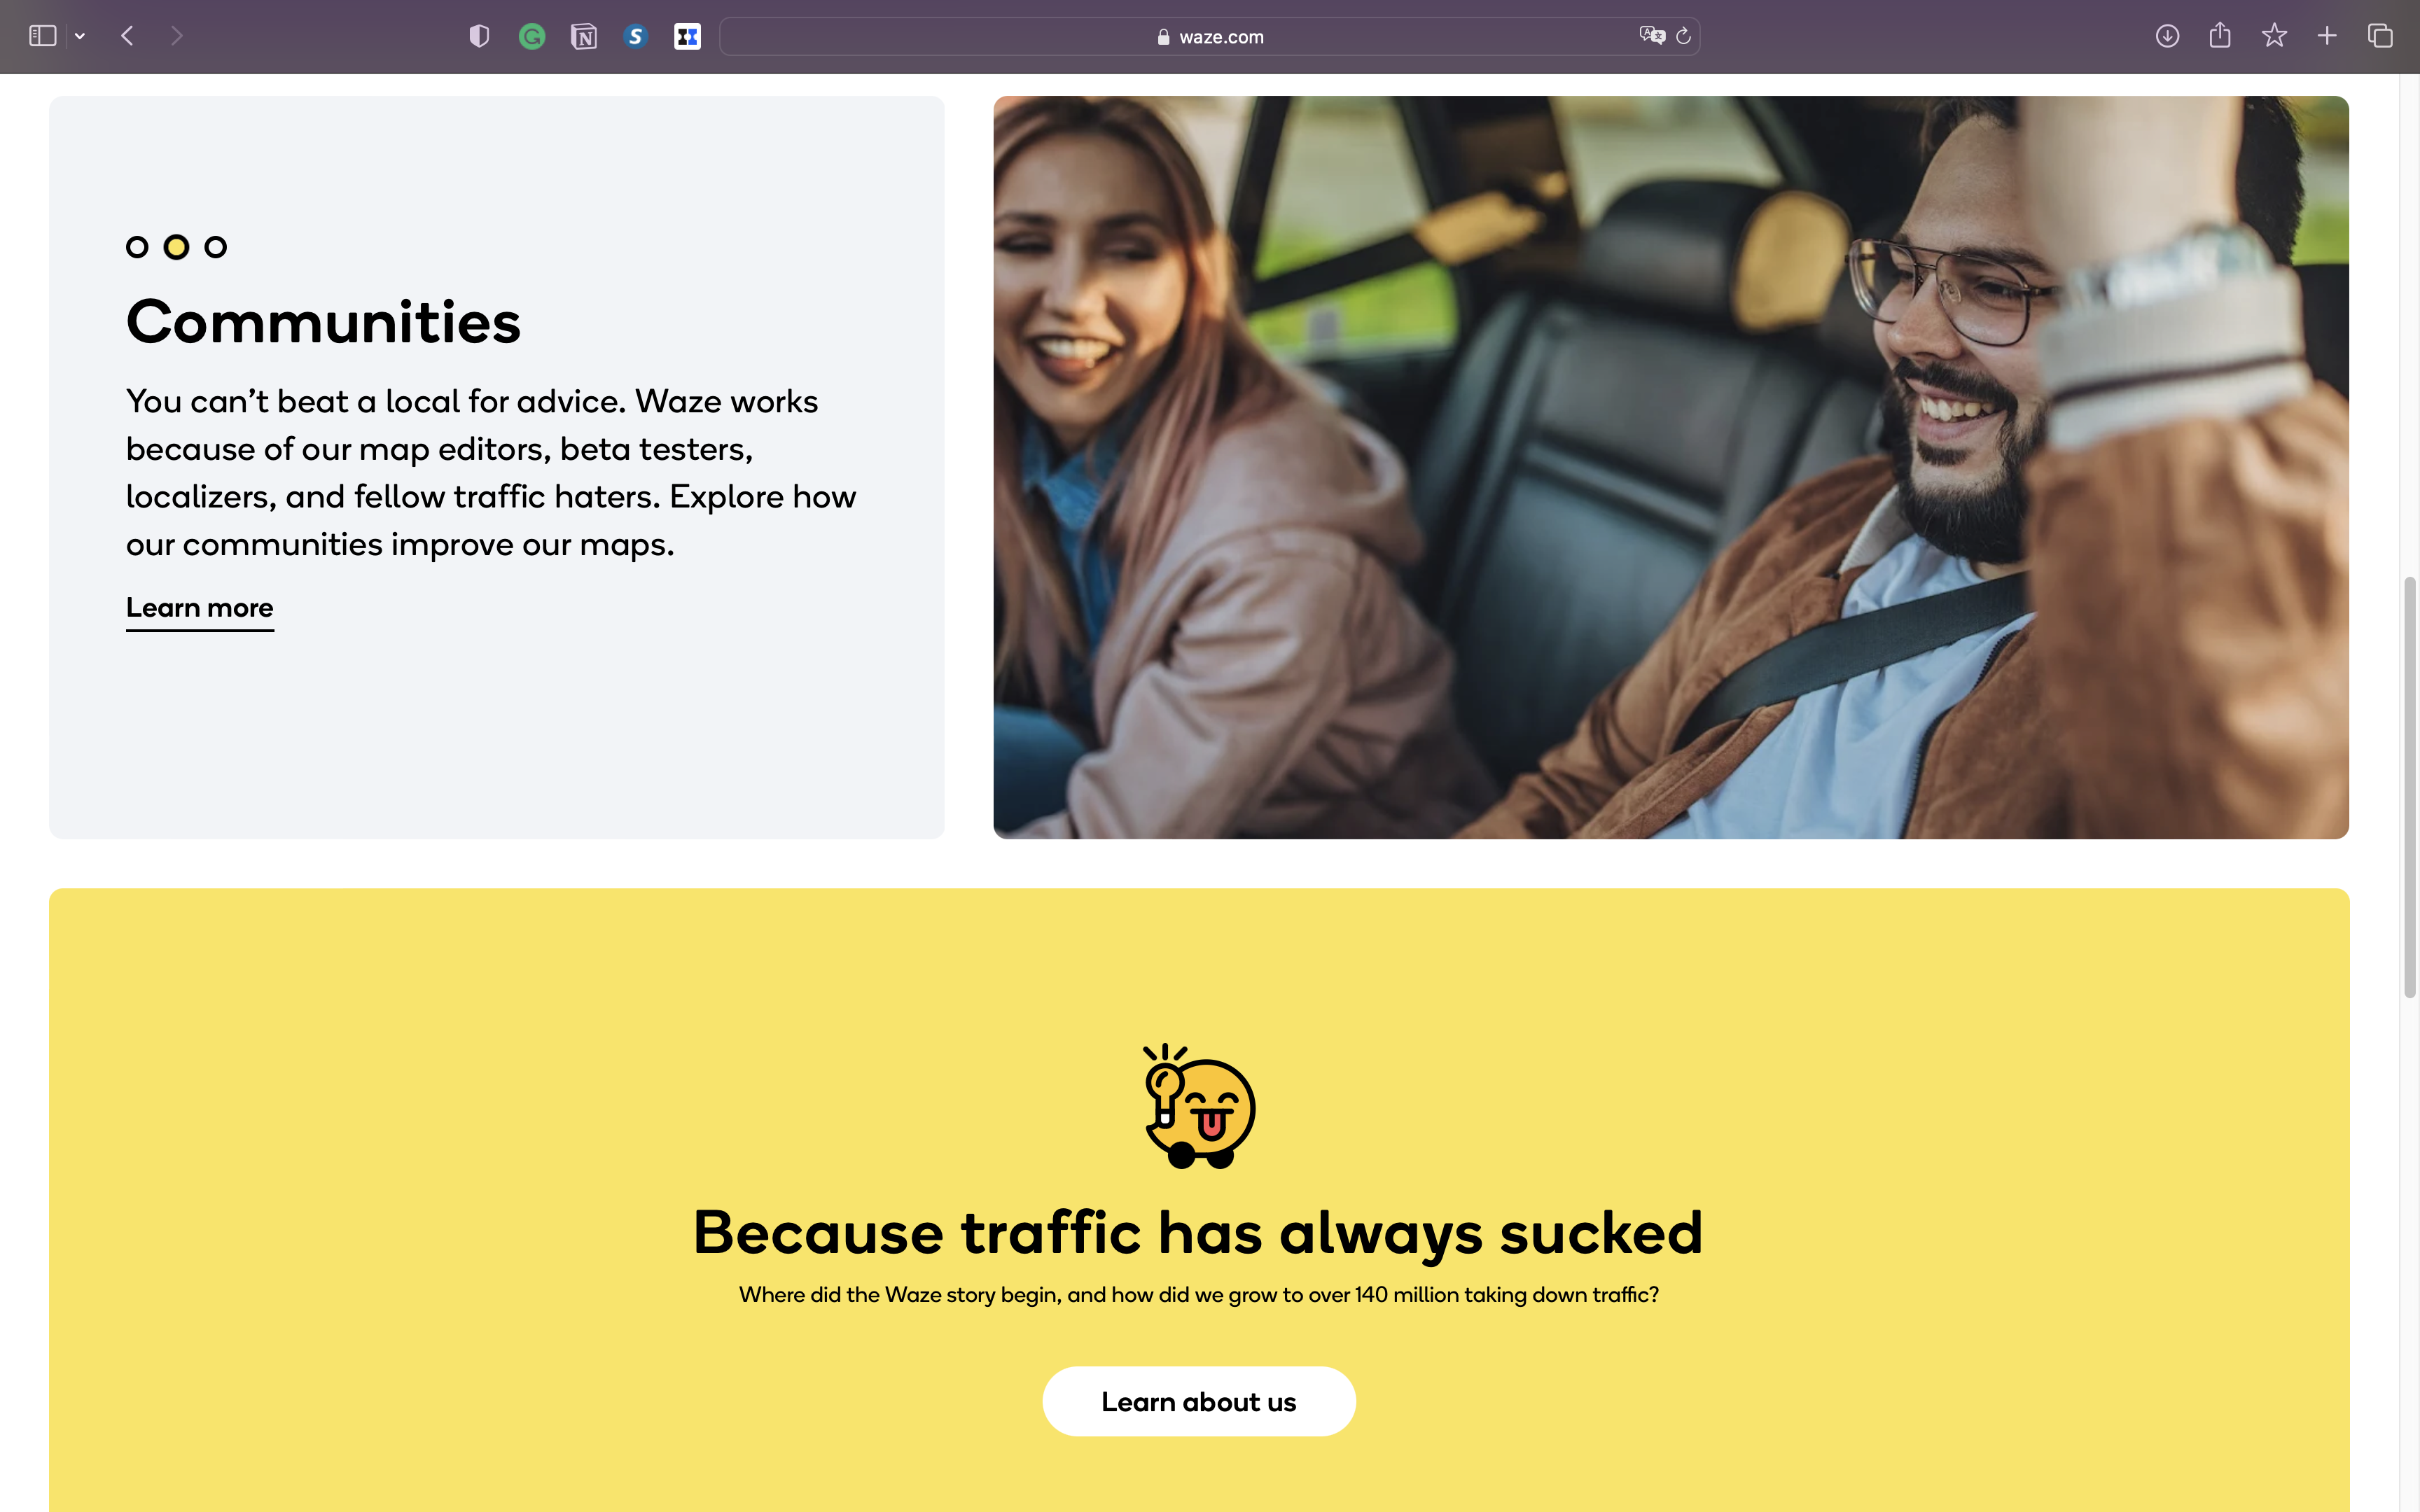 waze.com
Communities
You can’t beat a local for advice. Waze works
because of our map editors, beta testers,
localizers, and fellow traffic haters. Explore how
our communities improve our maps.
Learn more
Because traffic has always sucked
Where did the Waze story begin, and how did we grow to over 140 million taking down traffic?
Learn about us